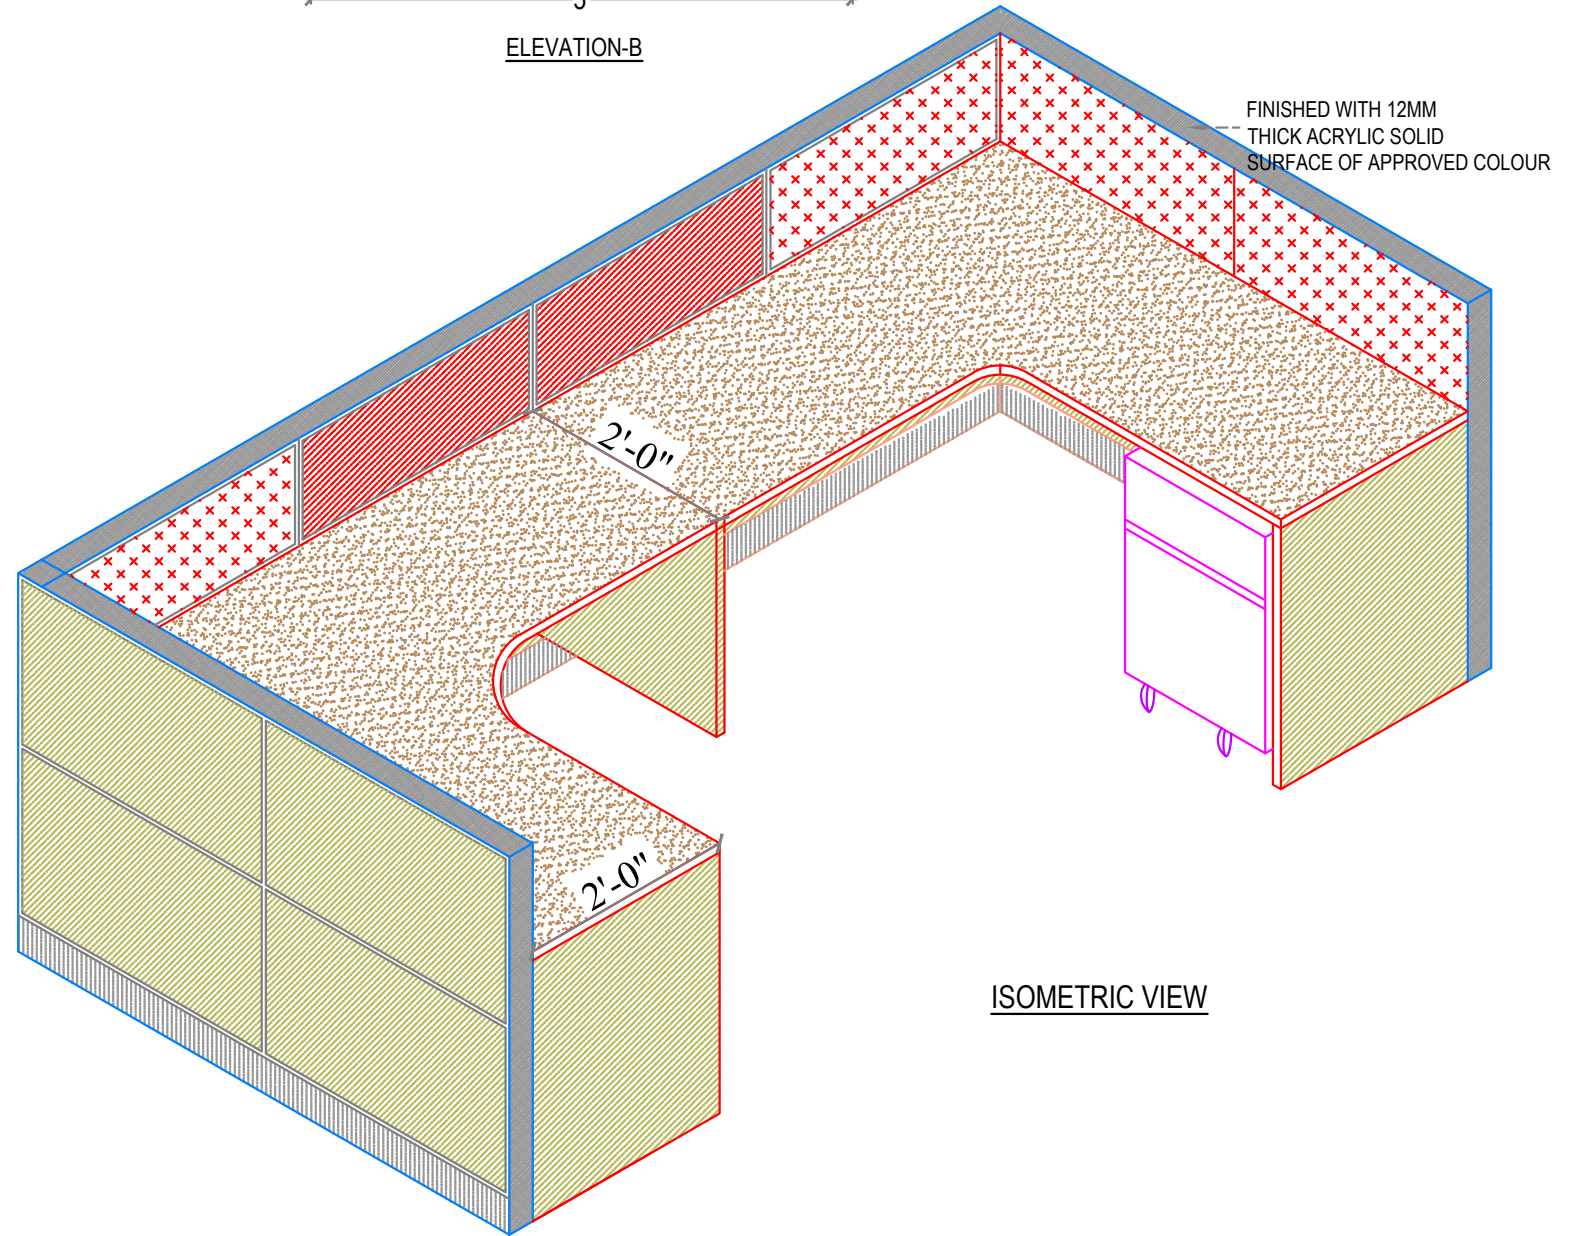 ELEVATION-B
FINISHED WITH 12MM
THICK ACRYLIC SOLID
SURFACE OF APPROVED COLOUR
2'-0"
2'-0"
ISOMETRIC VIEW